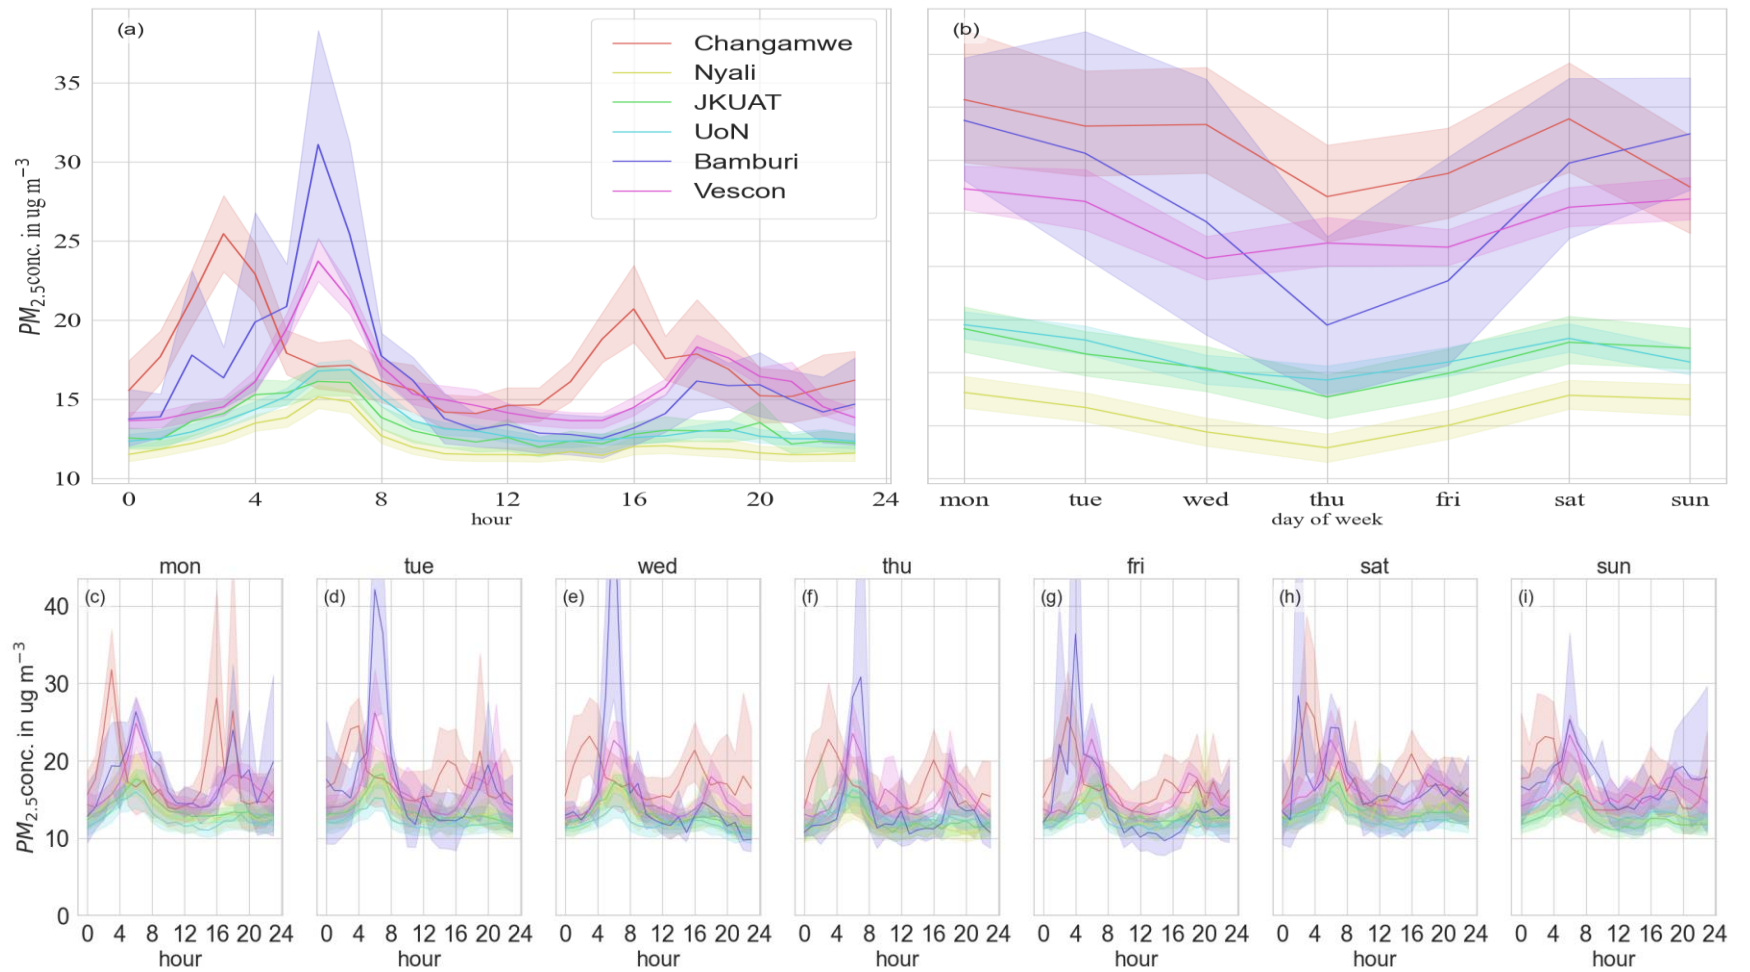 (a)
Changamwe
Nyali
JKUAT
UoN
Bamburi
Vescon
35
30
25
20
15
10
PM2.5conc. in ug m−3
0 4 8 12 16 20 24
hour
(b)
mon tue wed thu fri sat sun
day of week
mon tue wed thu fri sat sun
(c) (d) (e) (f) (g) (h) (i)
40
30
20
10
0
PM2.5conc. in ug m−3
0 4 8 12 16 20 24 0 4 8 12 16 20 24 0 4 8 12 16 20 24 0 4 8 12 16 20 24 0 4 8 12 16 20 24 0 4 8 12 16 20 24 0 4 8 12 16 20 24
hour hour hour hour hour hour hour